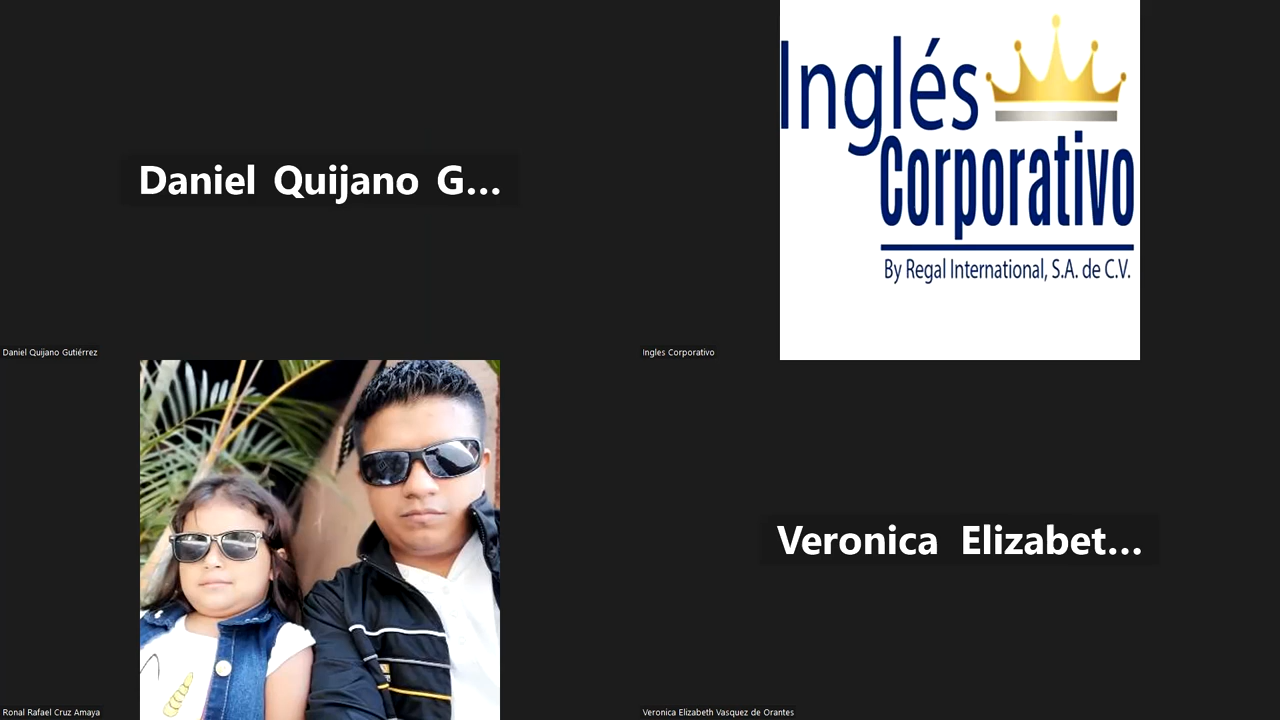 Daniel Quijano G...
Daniel Quijano Gutiérrez
Inglés
Corporativo
By Regal International, S.A. de C.V.
Ingles Corporativo
Ronal Rafael Cruz Amaya
Veronica Elizabet...
Veronica Elizabeth Vasquez de Orantes